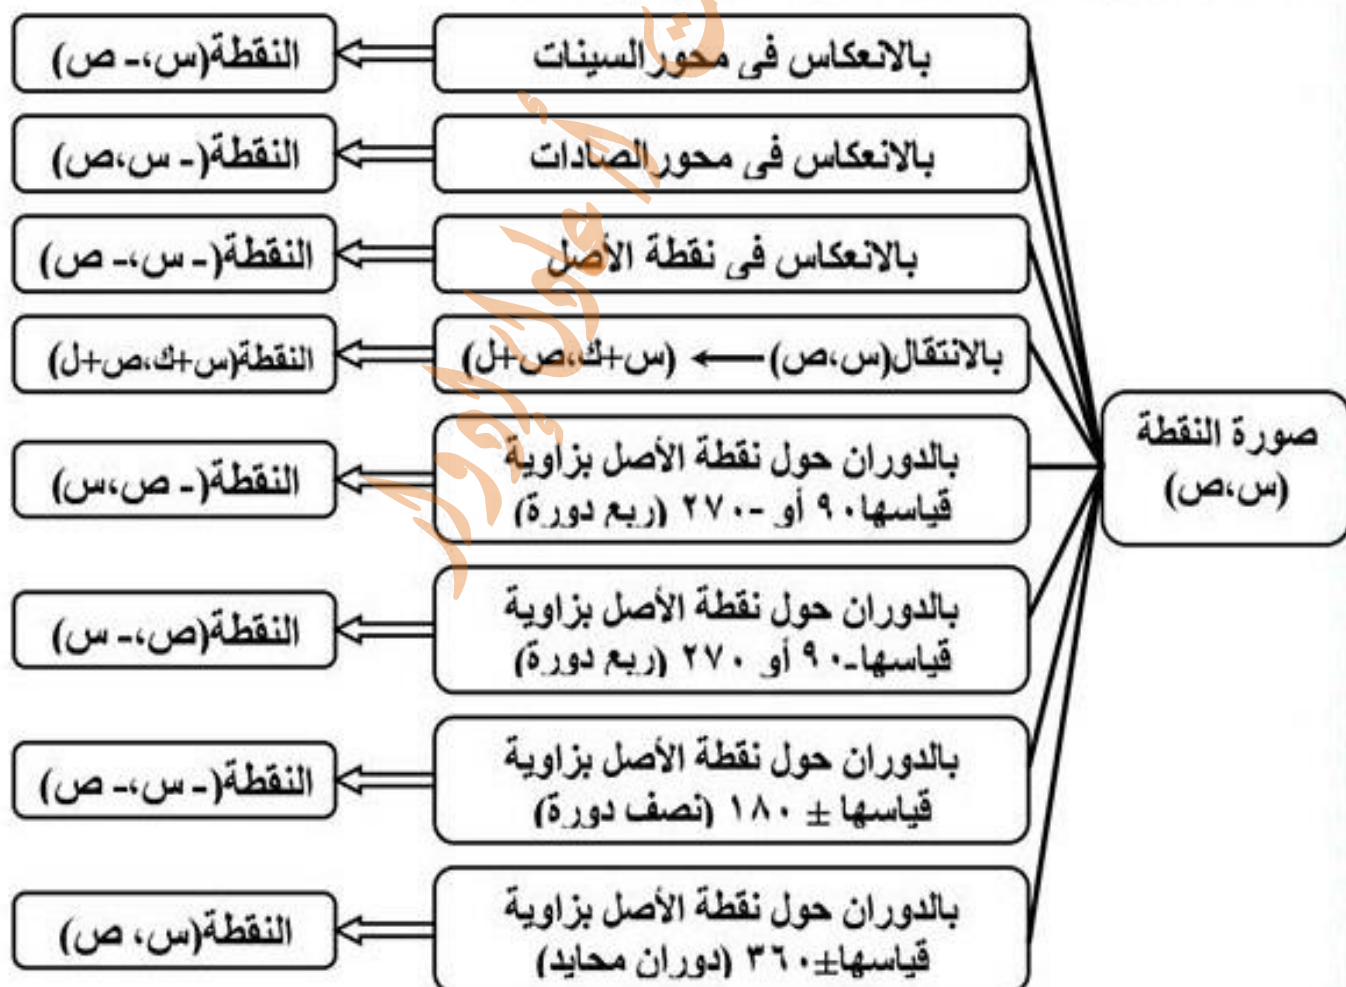 صورة النقطة
(س،ص)
بالانعكاس فى محور السينات
النقطة(س،- ص)
بالانعكاس فى محور الصادات
النقطة(- س،ص)
بالانعكاس فى نقطة الأصل
النقطة(- س،- ص)
بالانتقال(س،ص) ← (س+ك،ص+ل)
النقطة(س+ك،ص+ل)
بالدوران حول نقطة الأصل بزاوية
قياسها٩٠ أو -٢٧٠ (ربع دورة)
النقطة(- ص،س)
بالدوران حول نقطة الأصل بزاوية
قياسها-٩٠ أو ٢٧٠ (ربع دورة)
النقطة(ص،- س)
بالدوران حول نقطة الأصل بزاوية
قياسها ± ١٨٠ (نصف دورة)
النقطة(- س،- ص)
بالدوران حول نقطة الأصل بزاوية
قياسها±٣٦٠ (دوران محايد)
النقطة(س، ص)